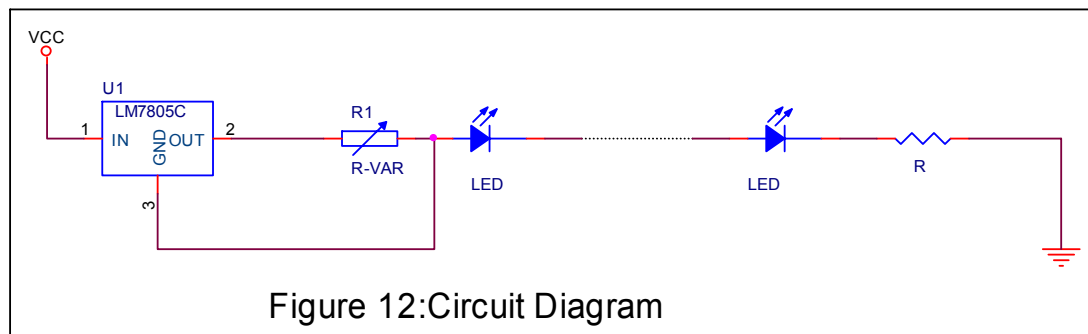 VCC
U1
LM7805C
1
IN
GND
OUT
2
3
R1
R-VAR
LED
LED
R
Figure 12:Circuit Diagram